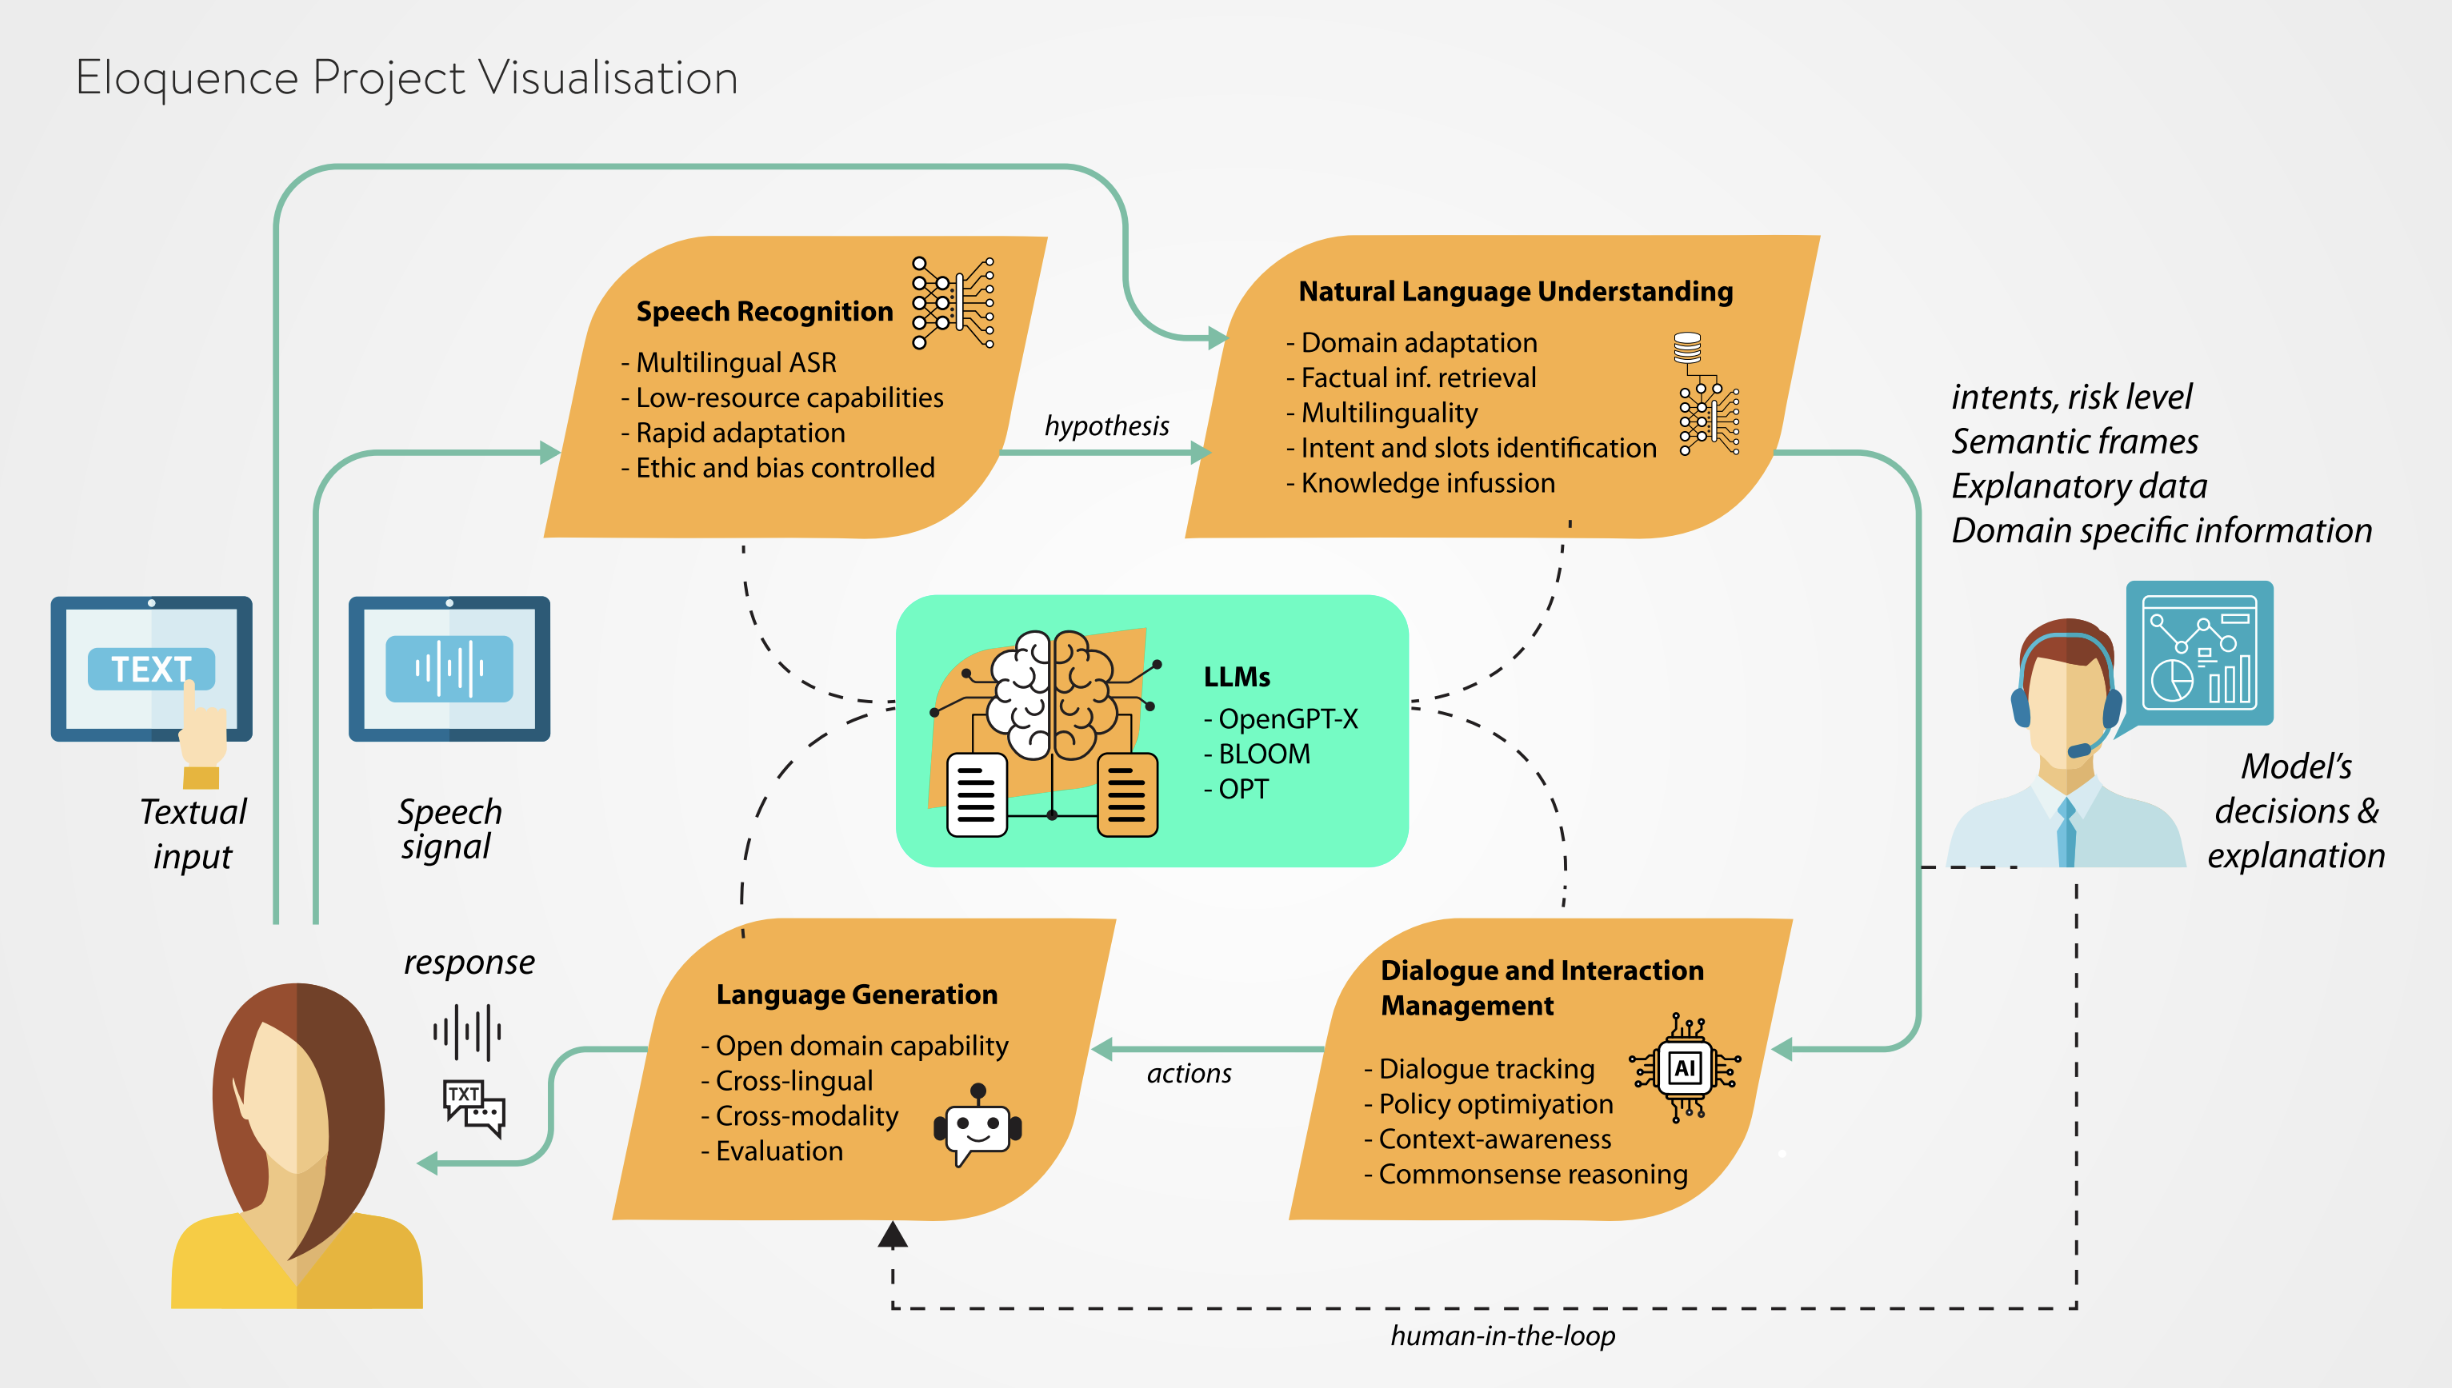 Eloquence Project Visualisation
Speech Recognition
- Multilingual ASR
- Low-resource capabilities
- Rapid adaptation
- Ethic and bias controlled
hypothesis
Natural Language Understanding
- Domain adaptation
- Factual inf. retrieval
- Multilinguality
- Intent and slots identification
- Knowledge infussion
intents, risk level
Semantic frames
Explanatory data
Domain specific information
TEXT
Textual
input
Speech
signal
LLMs
- OpenGPT-X
- BLOOM
- OPT
Model’s
decisions &
explanation
response
TXT
Language Generation
- Open domain capability
- Cross-lingual
- Cross-modality
- Evaluation
actions
Dialogue and Interaction
Management
AI
- Dialogue tracking
- Policy optimiyation
- Context-awareness
- Commonsense reasoning
human-in-the-loop